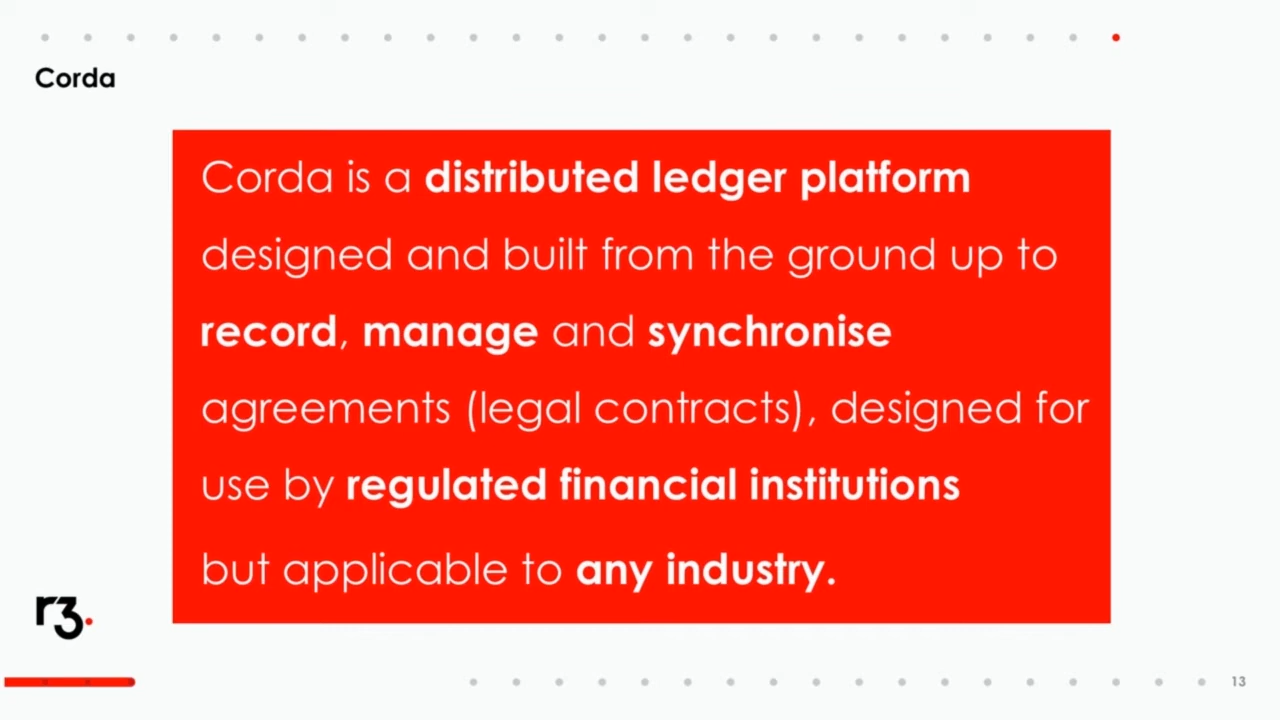 Corda
Corda is a distributed ledger platform
designed and built from the ground up to
record, manage and synchronise
agreements (legal contracts), designed for
use by regulated financial institutions
but applicable to any industry.
r3.
13